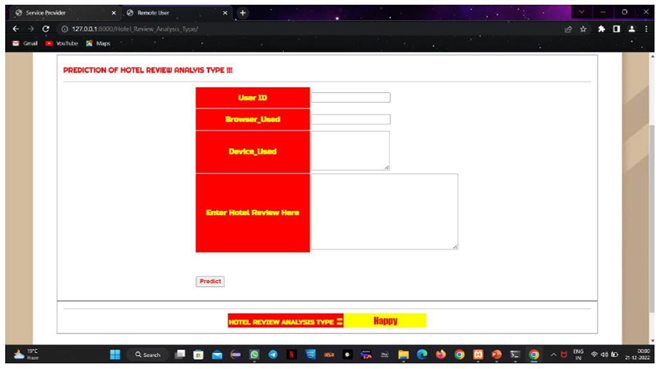 Service Provider
Remote User
127.0.0.1:8000/Hotel_Review_Analysis_Type/
Gmail
YouTube
Maps
PREDICTION OF HOTEL REVIEW ANALYIS TYPE !!!
User ID
Browser_Used
Device_Used
Enter Hotel Review Here
Predict
HOTEL REVIEW ANALYSIS TYPE = Happy
19°C
Haze
Search
ENG
IN
00:00
21-12-2022